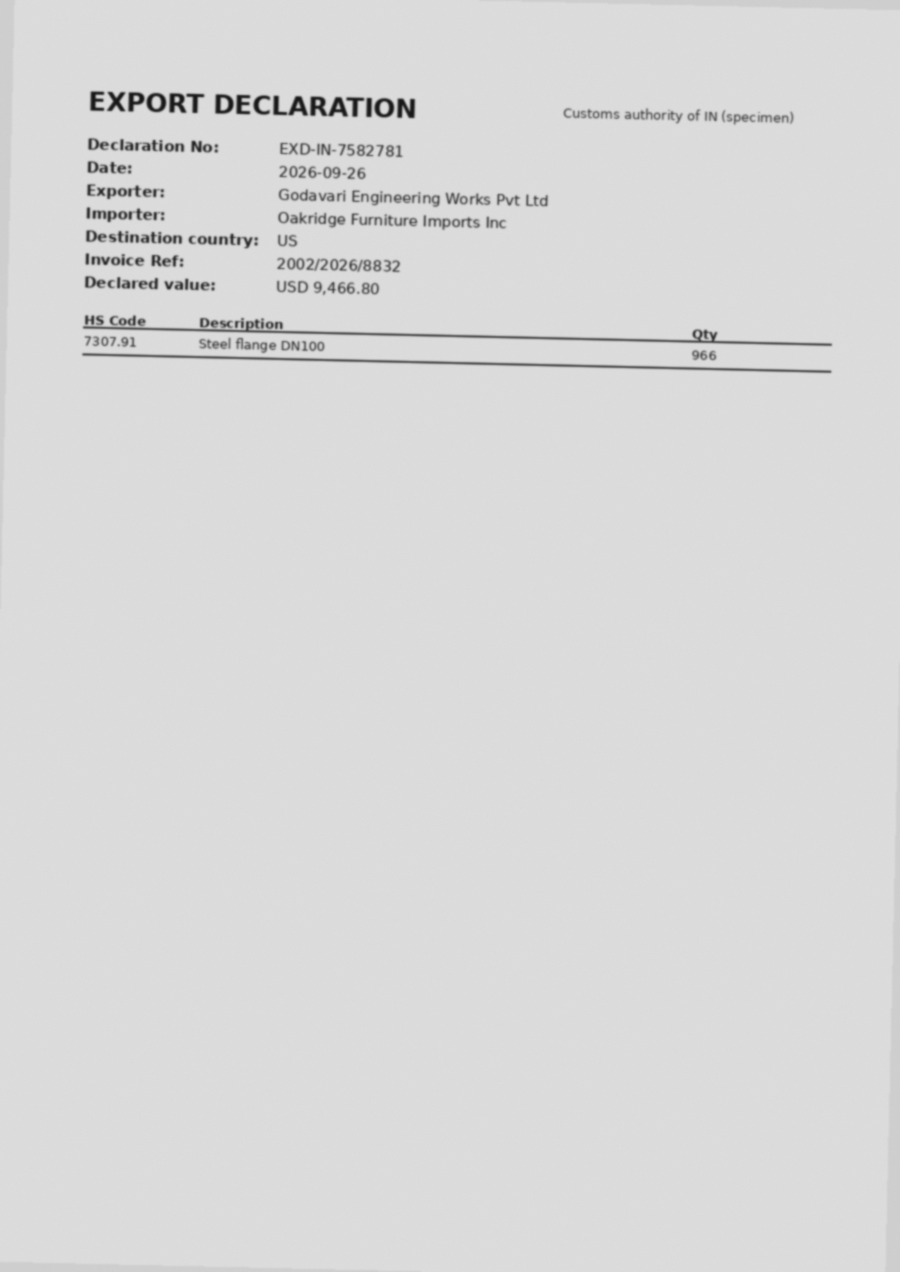 EXPORT DECLARATION
Customs authority of IN (specimen)
Declaration No: EXD-IN-7582781
Date: 2026-09-26
Exporter: Godavari Engineering Works Pvt Ltd
Importer: Oakridge Furniture Imports Inc
Destination country: US
Invoice Ref: 2002/2026/8832
Declared value: USD 9,466.80
HS Code Description Qty
7307.91 Steel flange DN100 966